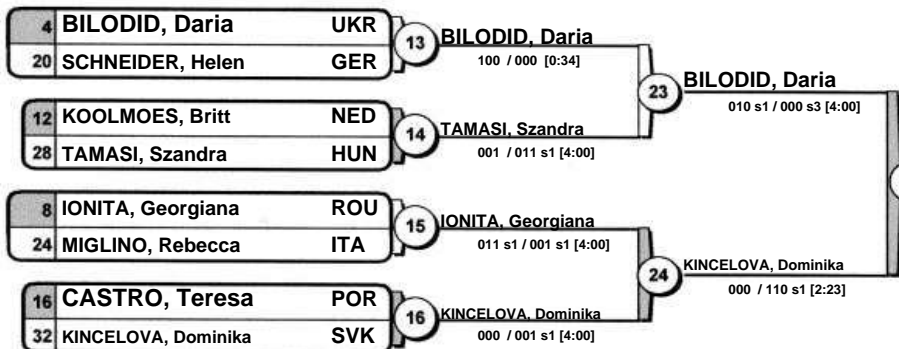 4 BILODID, Daria UKR
20 SCHNEIDER, Helen GER
13
BILODID, Daria
100 / 000 [0:34]
12 KOOLMOES, Britt NED
28 TAMASI, Szandra HUN
14
TAMASI, Szandra
001 / 011 s1 [4:00]
23
BILODID, Daria
010 s1 / 000 s3 [4:00]
8 IONITA, Georgiana ROU
24 MIGLINO, Rebecca ITA
15
IONITA, Georgiana
011 s1 / 001 s1 [4:00]
16 CASTRO, Teresa POR
32 KINCELOVA, Dominika SVK
16
KINCELOVA, Dominika
000 / 001 s1 [4:00]
24
KINCELOVA, Dominika
000 / 110 s1 [2:23]